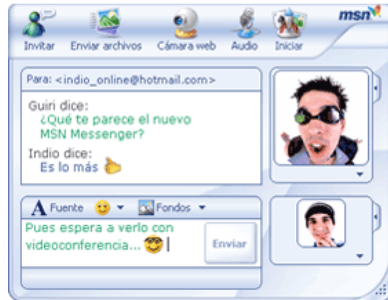 msn
Invitar Enviar archivos Cámara web Audio Iniciar
Para: <indio_online@hotmail.com>
Guiri dice:
¿Qué te parece el nuevo
MSN Messenger?
Indio dice:
Es lo más
A Fuente Fondos
Pues espera a verlo con
videoconferencia...
Enviar